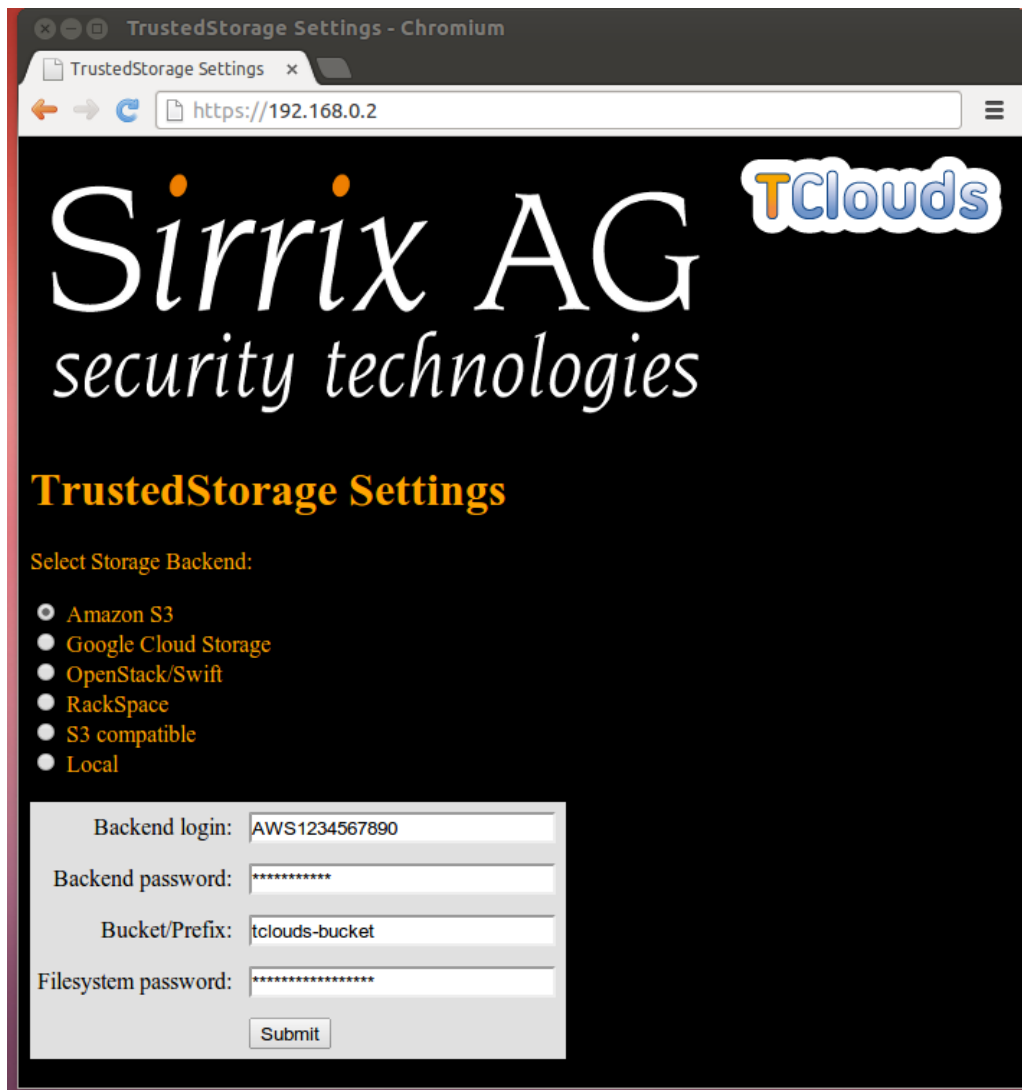 TrustedStorage Settings - Chromium
TrustedStorage Settings ×
https://192.168.0.2
Sirrix AG
TClouds
security technologies
TrustedStorage Settings
Select Storage Backend:
Amazon S3
Google Cloud Storage
OpenStack/Swift
RackSpace
S3 compatible
Local
Backend login: AWS1234567890
Backend password: ***********
Bucket/Prefix: tclouds-bucket
Filesystem password: *****************
Submit